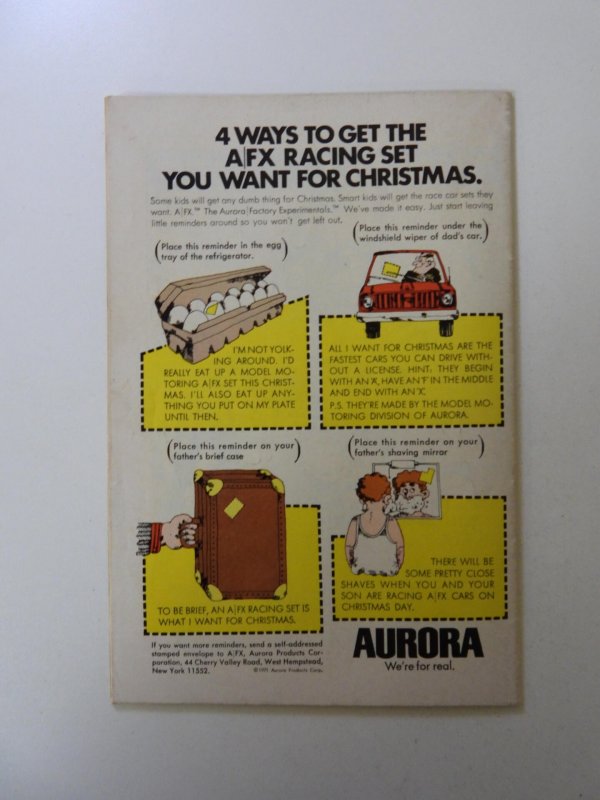 4 WAYS TO GET THE
A/FX RACING SET
YOU WANT FOR CHRISTMAS.
Some kids will get any dumb thing for Christmas. Smart kids will get the race car sets they
want. A/FX.™ The Aurora Factory Experimentals.™ We've made it easy. Just start leaving
little reminders around so you won't get left out.
(Place this reminder in the egg
tray of the refrigerator.)
(Place this reminder under the
windshield wiper of dad's car.)
I'M NOT YOLK-
ING AROUND. I'D
REALLY EAT UP A MODEL MO-
TORING A/FX SET THIS CHRIST-
MAS. I'LL ALSO EAT UP ANY-
THING YOU PUT ON MY PLATE
UNTIL THEN.
ALL I WANT FOR CHRISTMAS ARE THE
FASTEST CARS YOU CAN DRIVE WITH-
OUT A LICENSE. HINT: THEY BEGIN
WITH AN 'A', HAVE AN 'F' IN THE MIDDLE
AND END WITH AN 'X'.
P.S. THEY'RE MADE BY THE MODEL MO-
TORING DIVISION OF AURORA.
(Place this reminder on your
father's brief case)
(Place this reminder on your
father's shaving mirror)
TO BE BRIEF, AN A/FX RACING SET IS
WHAT I WANT FOR CHRISTMAS.
THERE WILL BE
SOME PRETTY CLOSE
SHAVES WHEN YOU AND YOUR
SON ARE RACING A/FX CARS ON
CHRISTMAS DAY.
If you want more reminders, send a self-addressed
stamped envelope to A/FX, Aurora Products Cor-
poration, 44 Cherry Valley Road, West Hempstead,
New York 11552.
© 1971 Aurora Products Corp.
AURORA
We're for real.